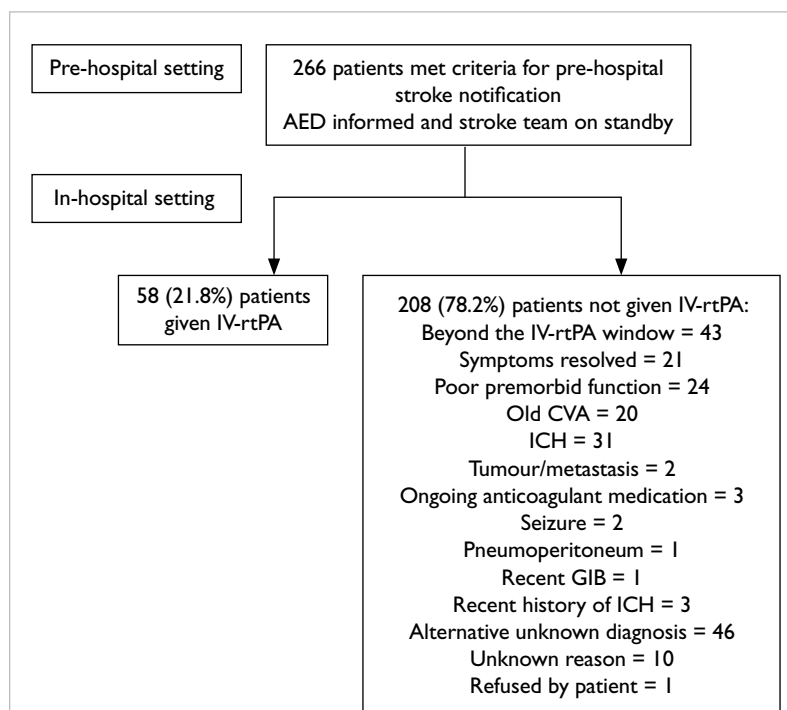 Pre-hospital setting
266 patients met criteria for pre-hospital
stroke notification
AED informed and stroke team on standby
In-hospital setting
58 (21.8%) patients
given IV-rtPA
208 (78.2%) patients not given IV-rtPA:
Beyond the IV-rtPA window = 43
Symptoms resolved = 21
Poor premorbid function = 24
Old CVA = 20
ICH = 31
Tumour/metastasis = 2
Ongoing anticoagulant medication = 3
Seizure = 2
Pneumoperitoneum = 1
Recent GIB = 1
Recent history of ICH = 3
Alternative unknown diagnosis = 46
Unknown reason = 10
Refused by patient = 1